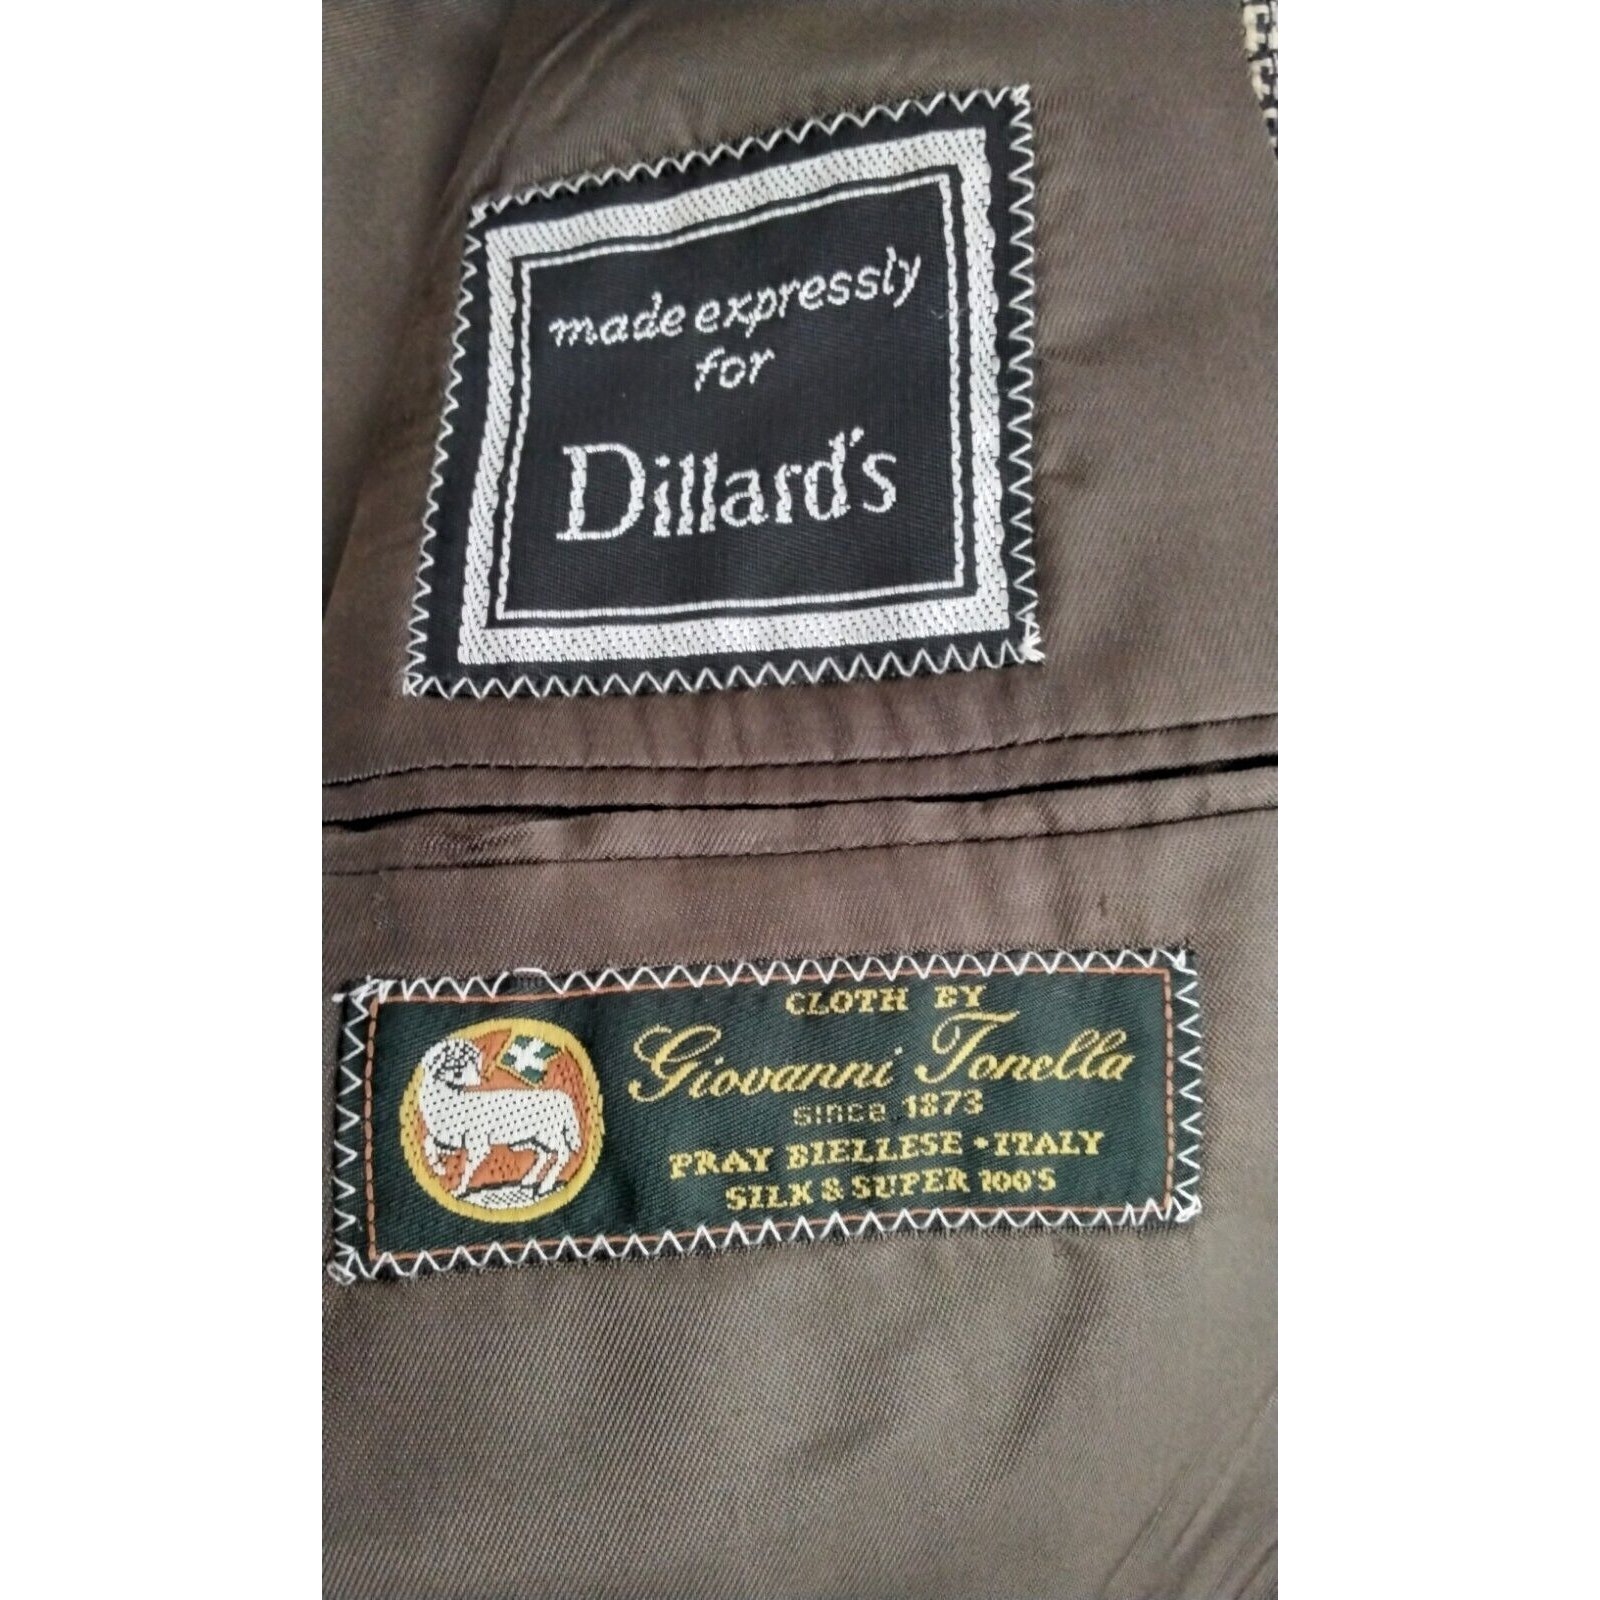 made expressly
for
Dillard's
CLOTH BY
Giovanni Tonella
since 1873
PRAY BIELLESE • ITALY
SILK & SUPER 100'S